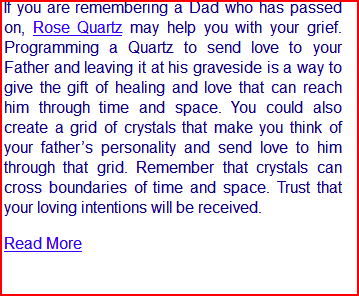 If you are remembering a Dad who has passed
on, Rose Quartz may help you with your grief.
Programming a Quartz to send love to your
Father and leaving it at his graveside is a way to
give the gift of healing and love that can reach
him through time and space. You could also
create a grid of crystals that make you think of
your father’s personality and send love to him
through that grid. Remember that crystals can
cross boundaries of time and space. Trust that
your loving intentions will be received.
Read More